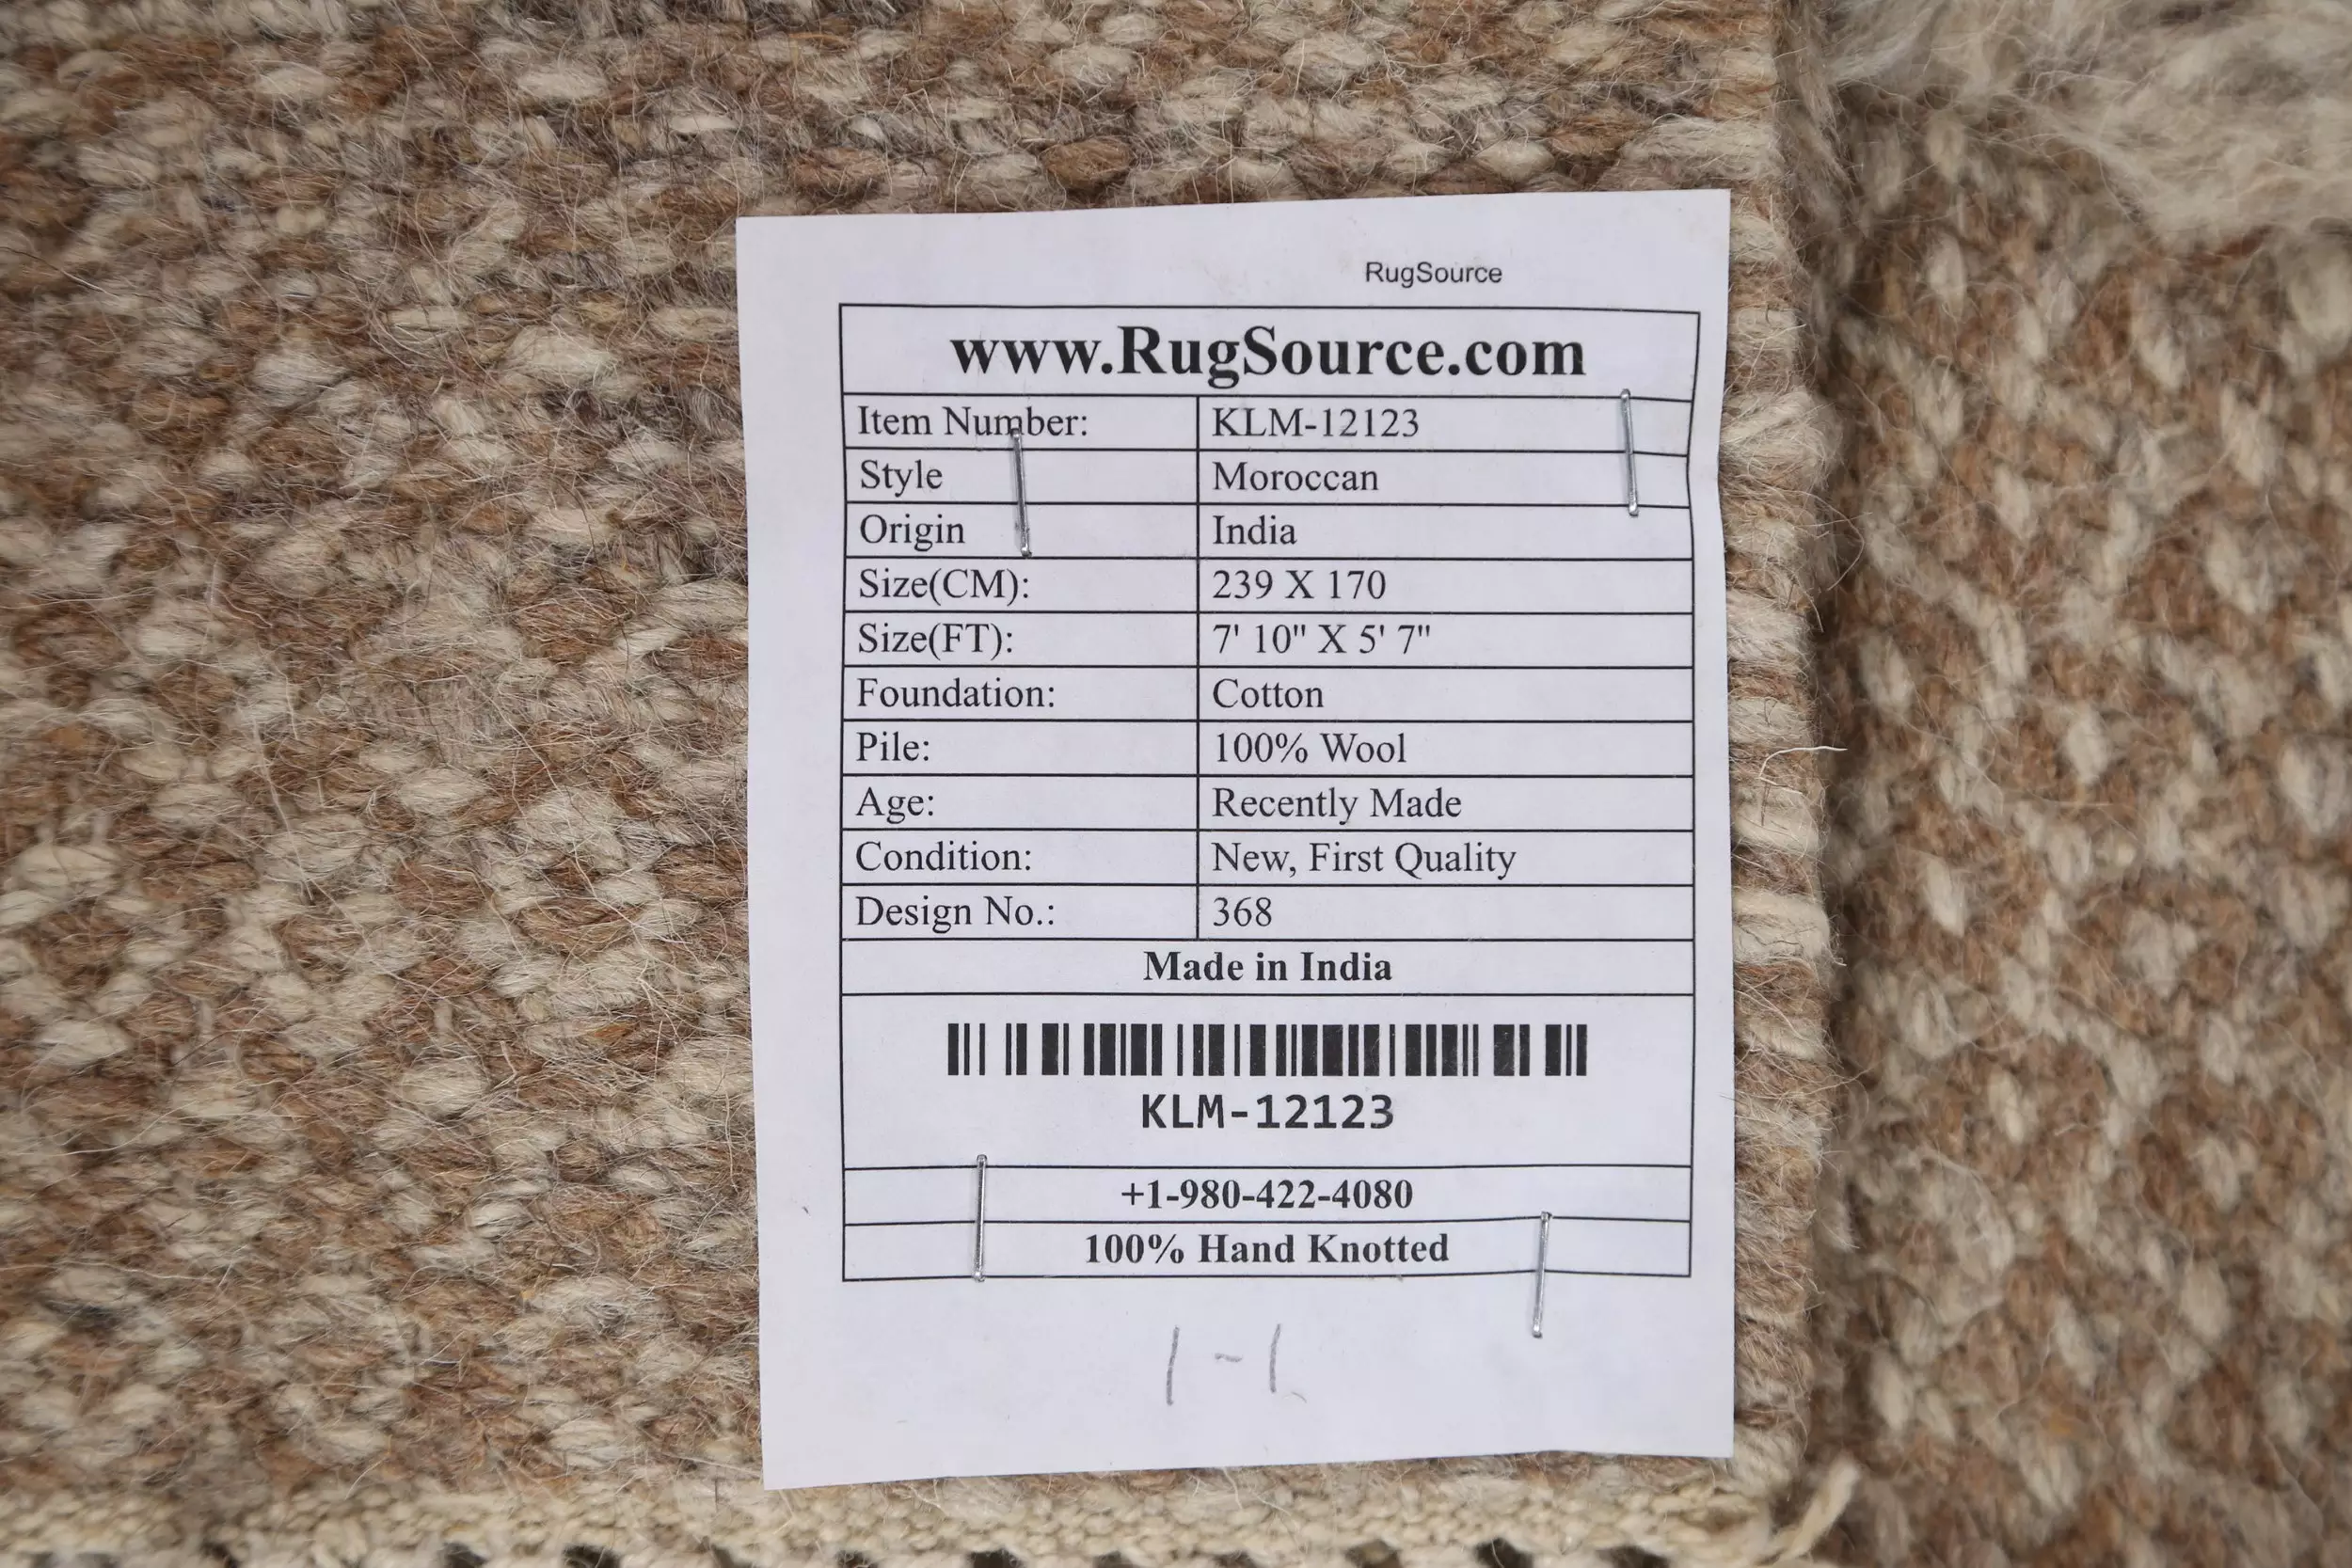 RugSource
www.RugSource.com
Item Number: KLM-12123
Style Moroccan
Origin India
Size(CM): 239 X 170
Size(FT): 7' 10" X 5' 7"
Foundation: Cotton
Pile: 100% Wool
Age: Recently Made
Condition: New, First Quality
Design No.: 368
Made in India
KLM-12123
+1-980-422-4080
100% Hand Knotted
1-1